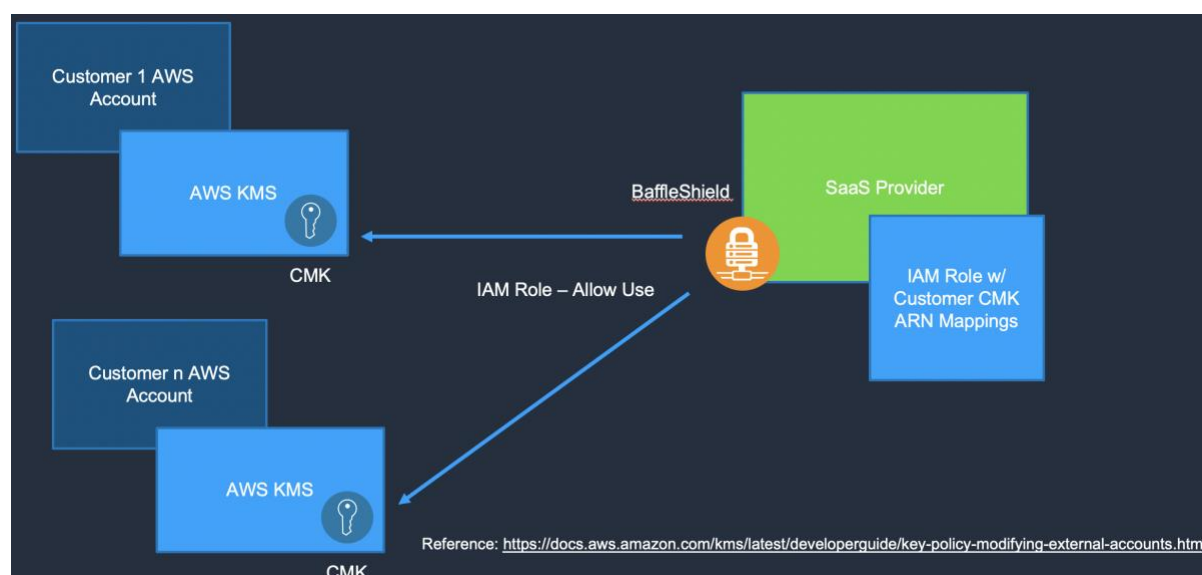 Customer 1 AWS
Account
AWS KMS
CMK
BaffleShield
SaaS Provider
IAM Role – Allow Use
IAM Role w/
Customer CMK
ARN Mappings
Customer n AWS
Account
AWS KMS
CMK
Reference: https://docs.aws.amazon.com/kms/latest/developerguide/key-policy-modifying-external-accounts.htm